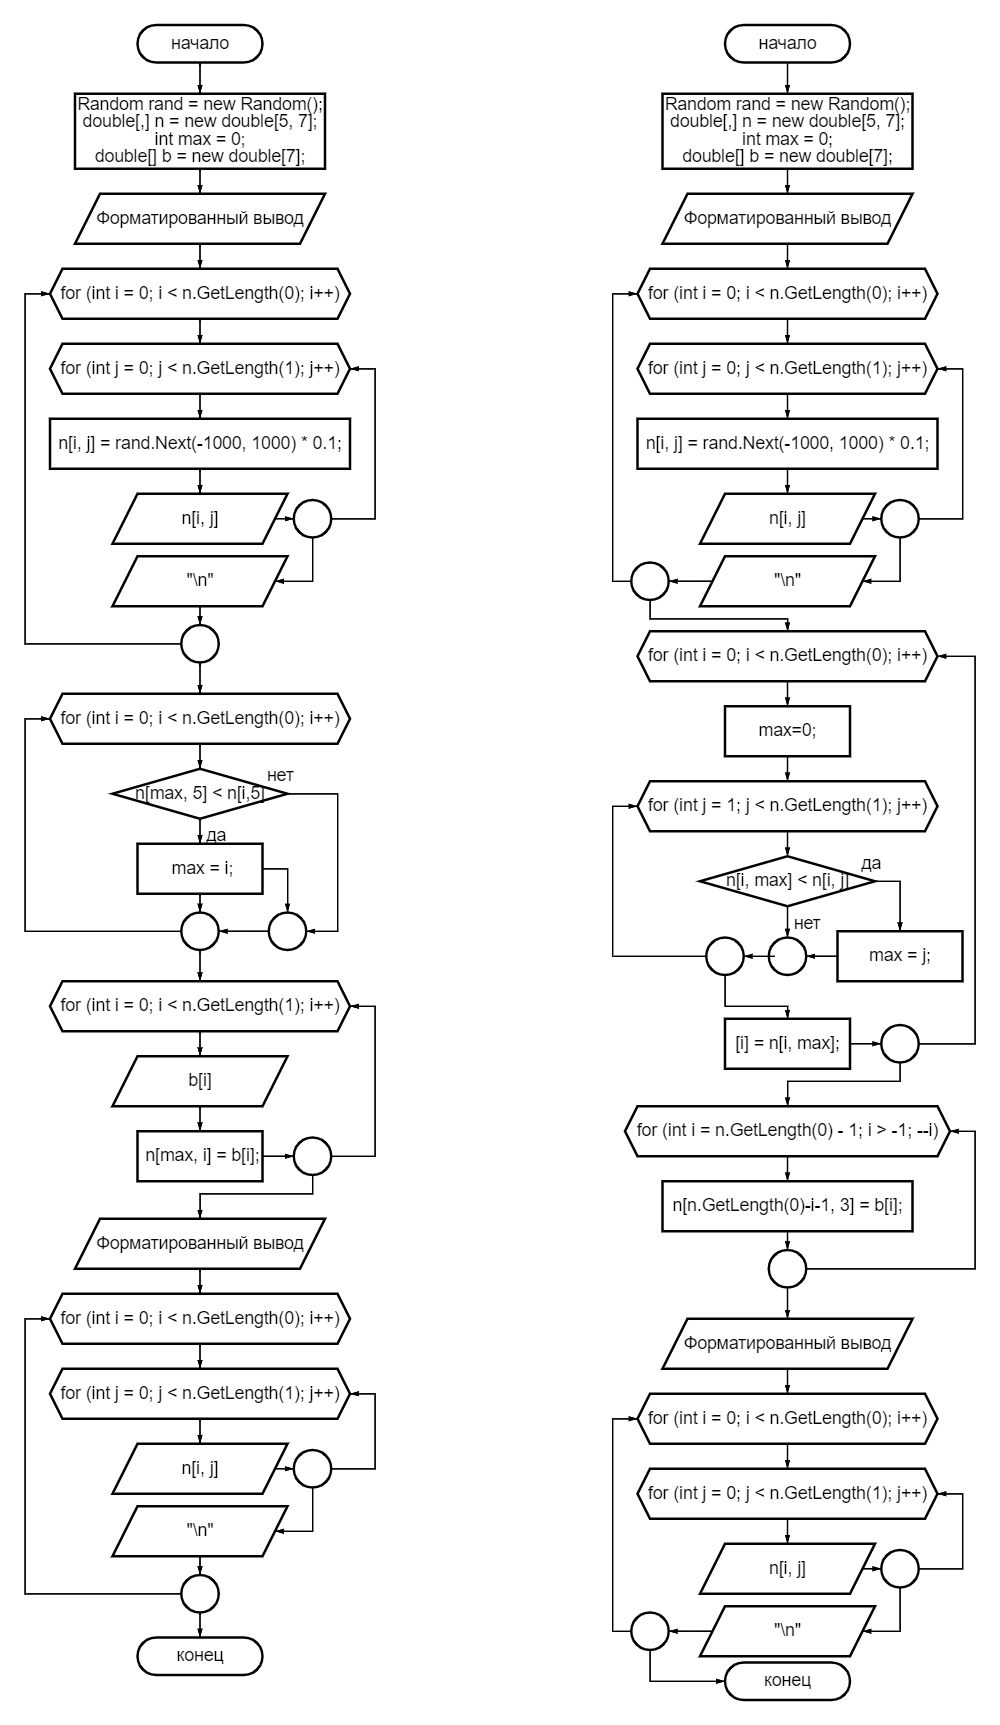 начало
Random rand = new Random();
double[,] n = new double[5, 7];
int max = 0;
double[] b = new double[7];
Форматированный вывод
for (int i = 0; i < n.GetLength(0); i++)
for (int j = 0; j < n.GetLength(1); j++)
n[i, j] = rand.Next(-1000, 1000) * 0.1;
n[i, j]
"\n"
for (int i = 0; i < n.GetLength(0); i++)
нет
n[max, 5] < n[i,5]
да
max = i;
for (int i = 0; i < n.GetLength(1); i++)
b[i]
n[max, i] = b[i];
Форматированный вывод
for (int i = 0; i < n.GetLength(0); i++)
for (int j = 0; j < n.GetLength(1); j++)
n[i, j]
"\n"
конец
начало
Random rand = new Random();
double[,] n = new double[5, 7];
int max = 0;
double[] b = new double[7];
Форматированный вывод
for (int i = 0; i < n.GetLength(0); i++)
for (int j = 0; j < n.GetLength(1); j++)
n[i, j] = rand.Next(-1000, 1000) * 0.1;
n[i, j]
"\n"
for (int i = 0; i < n.GetLength(0); i++)
max=0;
for (int j = 1; j < n.GetLength(1); j++)
да
n[i, max] < n[i, j]
нет
max = j;
[i] = n[i, max];
for (int i = n.GetLength(0) - 1; i > -1; --i)
n[n.GetLength(0)-i-1, 3] = b[i];
Форматированный вывод
for (int i = 0; i < n.GetLength(0); i++)
for (int j = 0; j < n.GetLength(1); j++)
n[i, j]
"\n"
конец